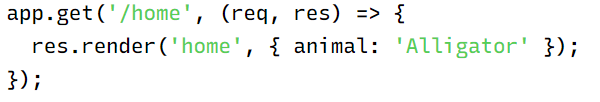 app.get('/home', (req, res) => {
  res.render('home', { animal: 'Alligator' });
});